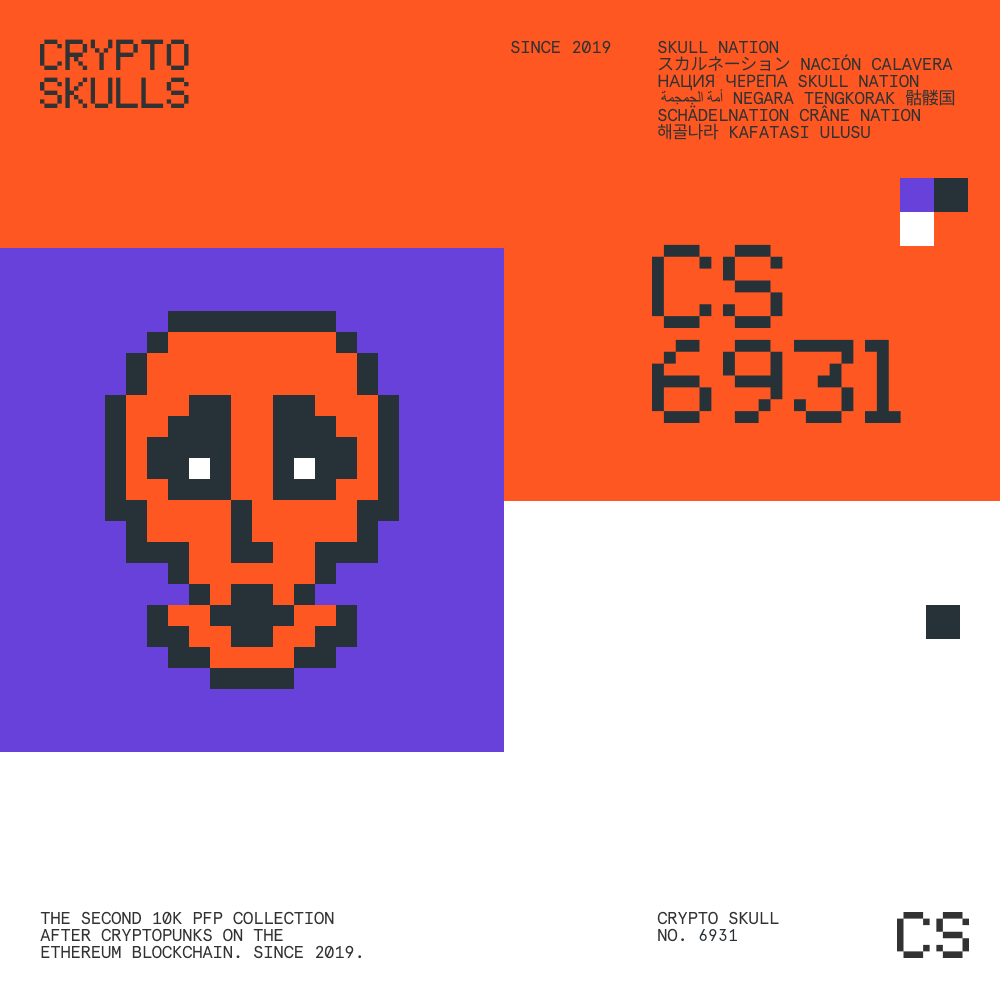 CRYPTO
SKULLS
SINCE 2019
SKULL NATION
スカルネーション NACIÓN CALAVERA
НАЦИЯ ЧЕРЕПА SKULL NATION
أمة الجمجمة NEGARA TENGKORAK 骷髅国
SCHÄDELNATION CRÂNE NATION
해골나라 KAFATASI ULUSU
CS
6931
THE SECOND 10K PFP COLLECTION
AFTER CRYPTOPUNKS ON THE
ETHEREUM BLOCKCHAIN. SINCE 2019.
CRYPTO SKULL
NO. 6931
CS